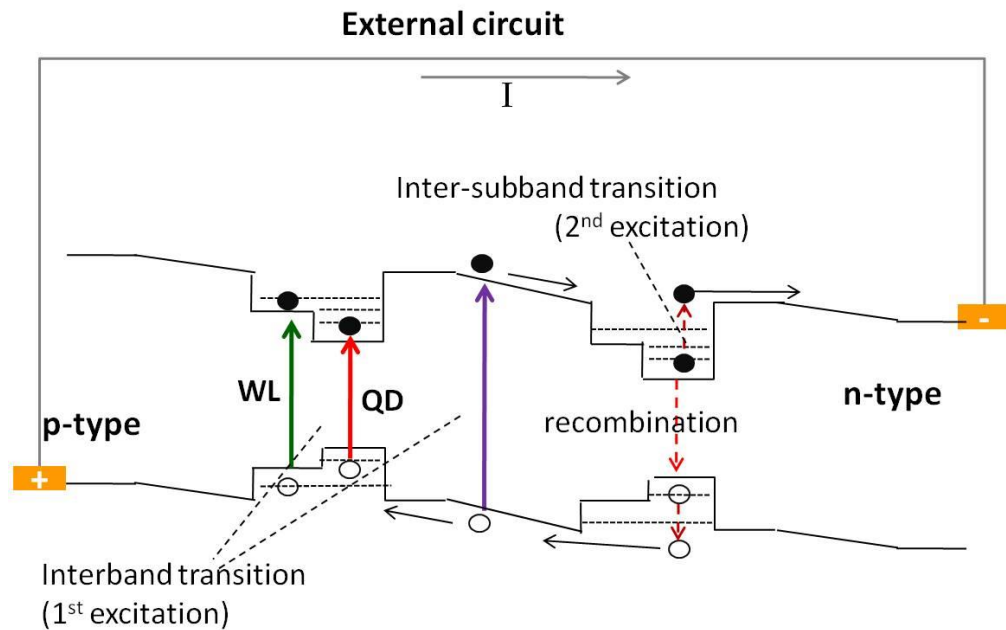 External circuit
I
Inter-subband transition
(2nd excitation)
WL
QD
p-type
n-type
recombination
+
-
Interband transition
(1st excitation)